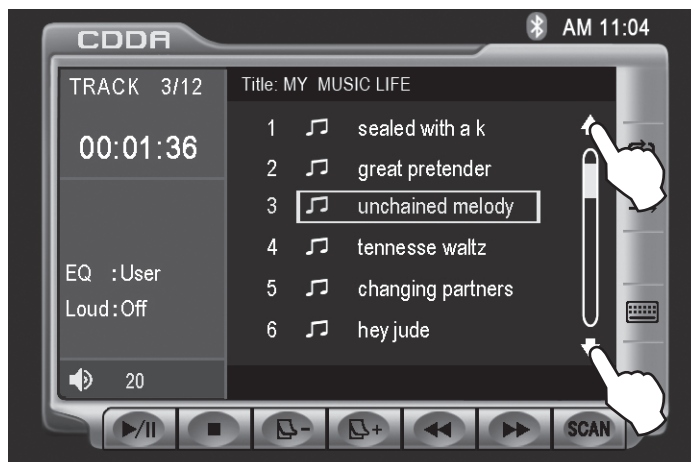 CDDA
AM 11:04
TRACK 3/12
00:01:36
EQ :User
Loud:Off
20
Title: MY MUSIC LIFE
1 sealed with a k
2 great pretender
3 unchained melody
4 tennesse waltz
5 changing partners
6 hey jude
SCAN